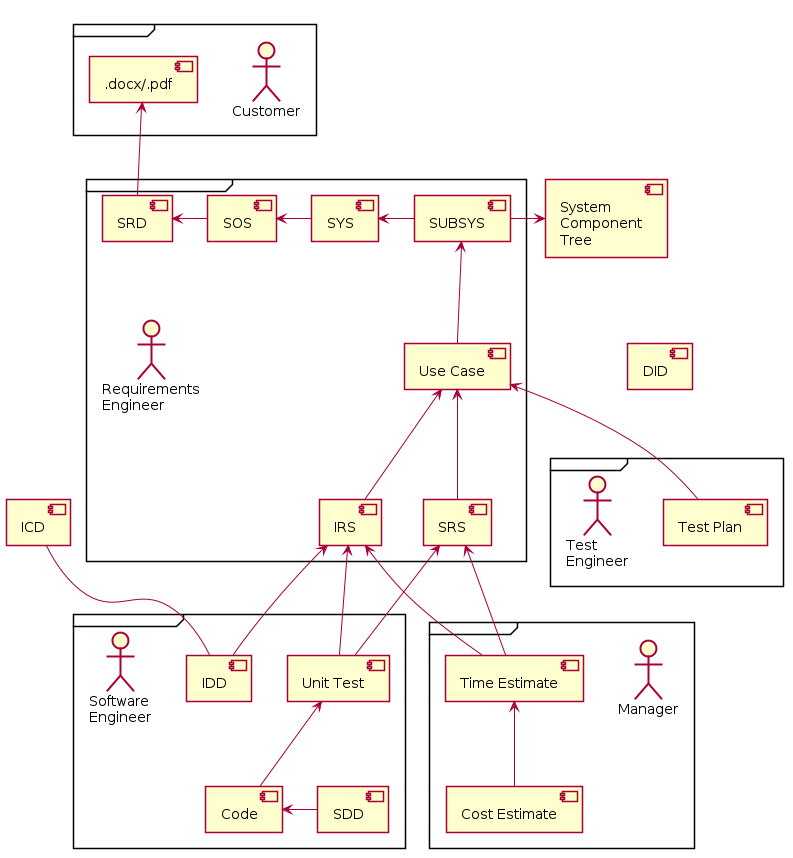 .docx/.pdf
Customer
SRD
SOS
SYS
SUBSYS
System
Component
Tree
Requirements
Engineer
Use Case
DID
ICD
IRS
SRS
Test
Engineer
Test Plan
Software
Engineer
IDD
Unit Test
Time Estimate
Manager
Code
SDD
Cost Estimate